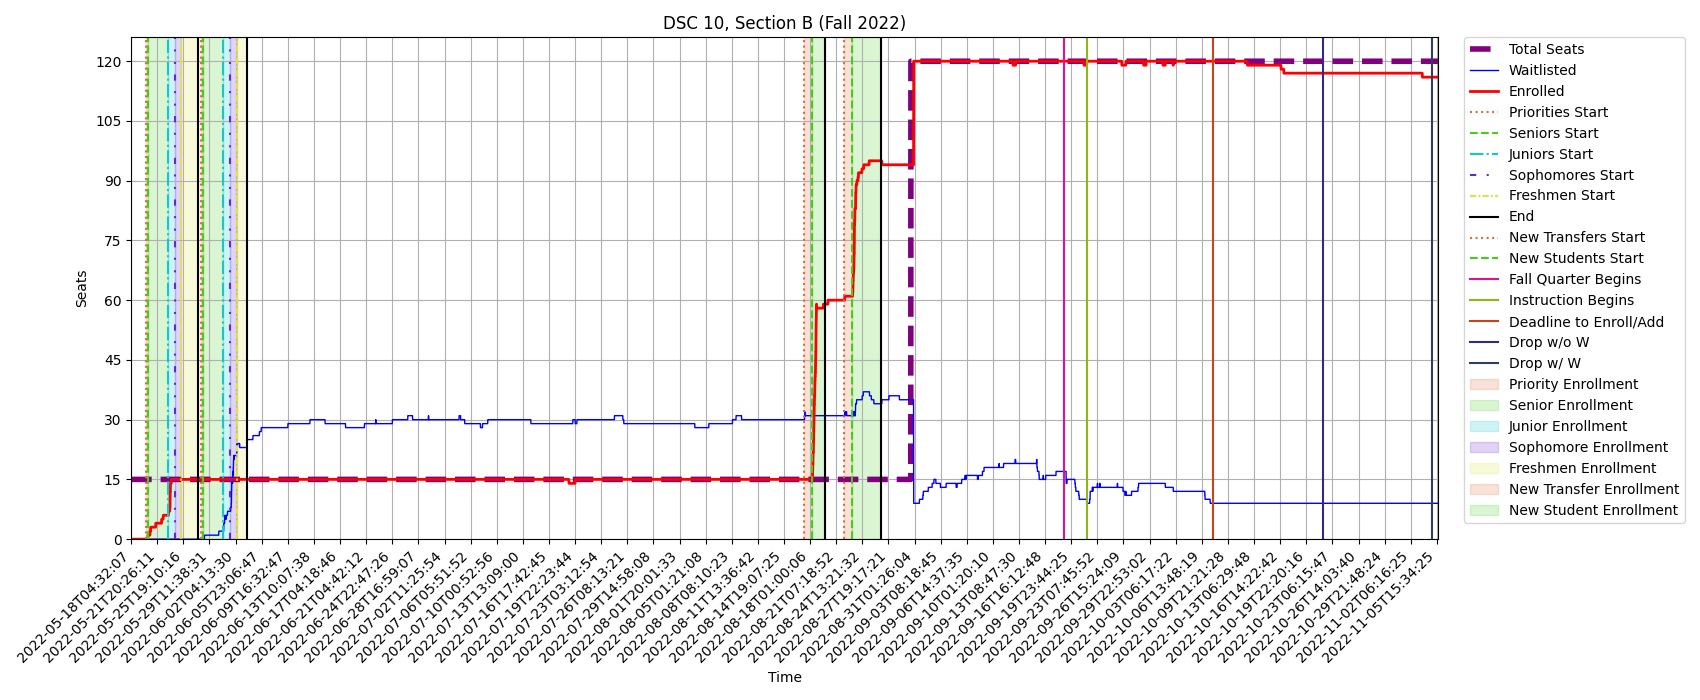 DSC 10, Section B (Fall 2022)
Seats
120
105
90
75
60
45
30
15
0
2022-05-18T04:32:07
2022-05-21T20:26:11
2022-05-25T19:10:16
2022-05-29T11:38:31
2022-06-02T04:13:30
2022-06-05T23:06:47
2022-06-09T16:32:47
2022-06-13T10:07:38
2022-06-17T04:18:46
2022-06-21T04:42:12
2022-06-24T22:47:26
2022-06-28T16:59:07
2022-07-02T11:25:54
2022-07-06T05:51:52
2022-07-10T00:52:56
2022-07-13T13:09:00
2022-07-16T17:42:45
2022-07-19T22:23:44
2022-07-23T03:12:54
2022-07-26T08:13:21
2022-07-29T14:58:08
2022-08-01T20:01:33
2022-08-05T01:21:08
2022-08-08T08:10:23
2022-08-11T13:36:42
2022-08-14T19:07:25
2022-08-18T01:00:06
2022-08-21T07:18:52
2022-08-24T13:21:32
2022-08-27T19:17:21
2022-08-31T01:26:04
2022-09-03T08:18:45
2022-09-06T14:37:35
2022-09-10T01:20:10
2022-09-13T08:47:30
2022-09-16T16:12:48
2022-09-19T23:44:25
2022-09-23T07:45:52
2022-09-26T15:24:09
2022-09-29T22:53:02
2022-10-03T06:17:22
2022-10-06T13:48:19
2022-10-09T21:21:28
2022-10-13T06:29:48
2022-10-16T14:22:42
2022-10-19T22:20:16
2022-10-23T06:15:47
2022-10-26T14:03:40
2022-10-29T21:48:24
2022-11-02T06:16:25
2022-11-05T15:34:25
Time
Total Seats
Waitlisted
Enrolled
Priorities Start
Seniors Start
Juniors Start
Sophomores Start
Freshmen Start
End
New Transfers Start
New Students Start
Fall Quarter Begins
Instruction Begins
Deadline to Enroll/Add
Drop w/o W
Drop w/ W
Priority Enrollment
Senior Enrollment
Junior Enrollment
Sophomore Enrollment
Freshmen Enrollment
New Transfer Enrollment
New Student Enrollment